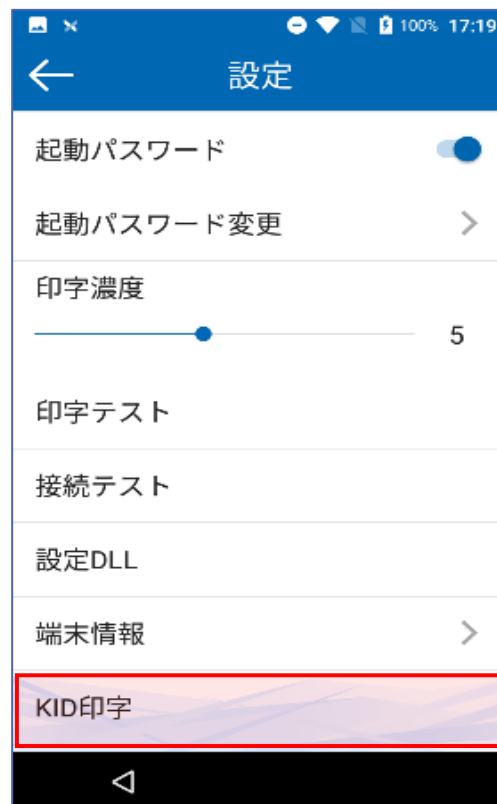 100% 17:19
設定
起動パスワード
起動パスワード変更
印字濃度
5
印字テスト
接続テスト
設定DLL
端末情報
KID印字